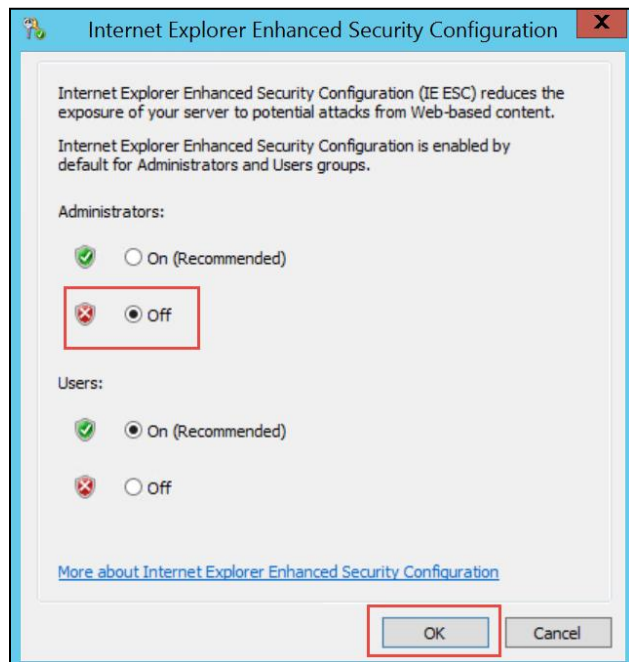 Internet Explorer Enhanced Security Configuration
X
Internet Explorer Enhanced Security Configuration (IE ESC) reduces the
exposure of your server to potential attacks from Web-based content.
Internet Explorer Enhanced Security Configuration is enabled by
default for Administrators and Users groups.
Administrators:
On (Recommended)
Off
Users:
On (Recommended)
Off
More about Internet Explorer Enhanced Security Configuration
OK
Cancel